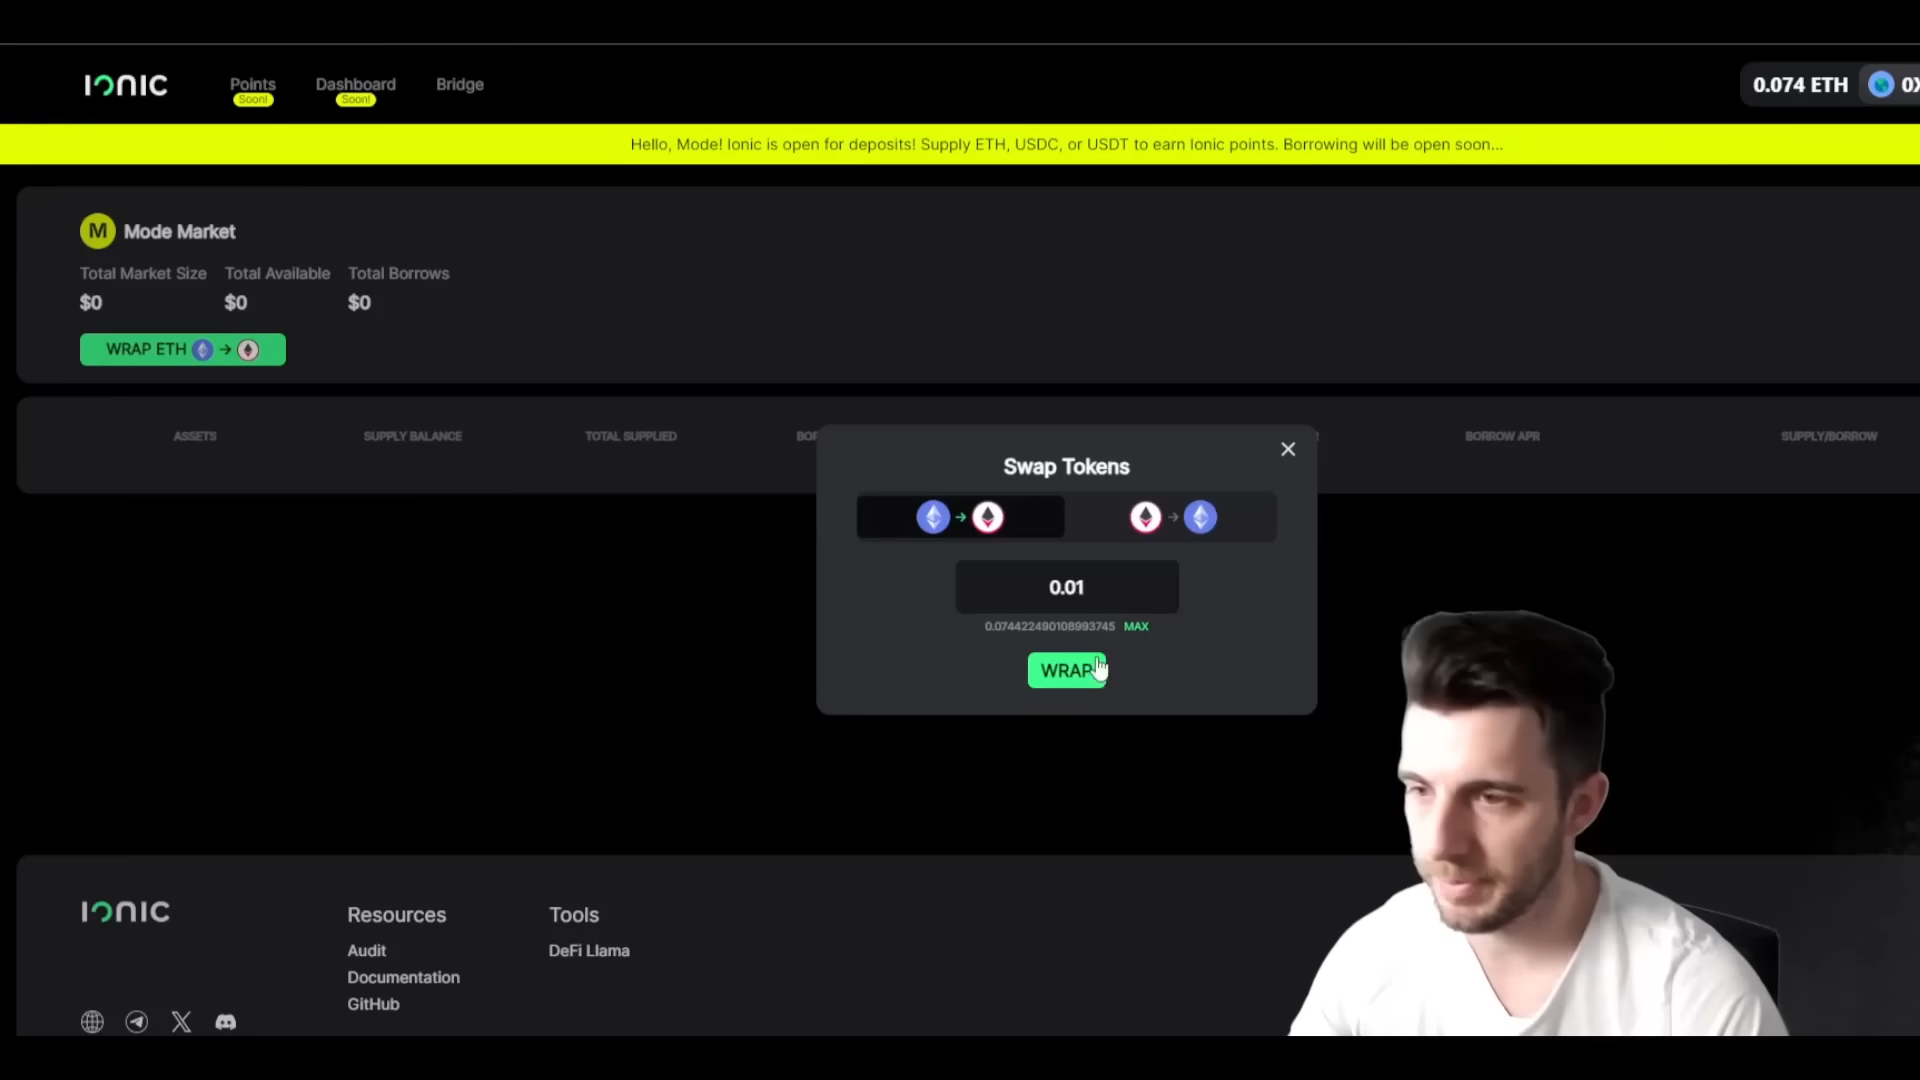 IONIC
Points
Soon!
Dashboard
Soon!
Bridge
0.074 ETH
0X
Hello, Mode! Ionic is open for deposits! Supply ETH, USDC, or USDT to earn Ionic points. Borrowing will be open soon...
M Mode Market
Total Market Size Total Available Total Borrows
$0 $0 $0
WRAP ETH → 
ASSETS SUPPLY BALANCE TOTAL SUPPLIED BORROW APR SUPPLY/BORROW
Swap Tokens
0.01
0.074422490108993745 MAX
WRAP
IONIC
Resources
Audit
Documentation
GitHub
Tools
DeFi Llama